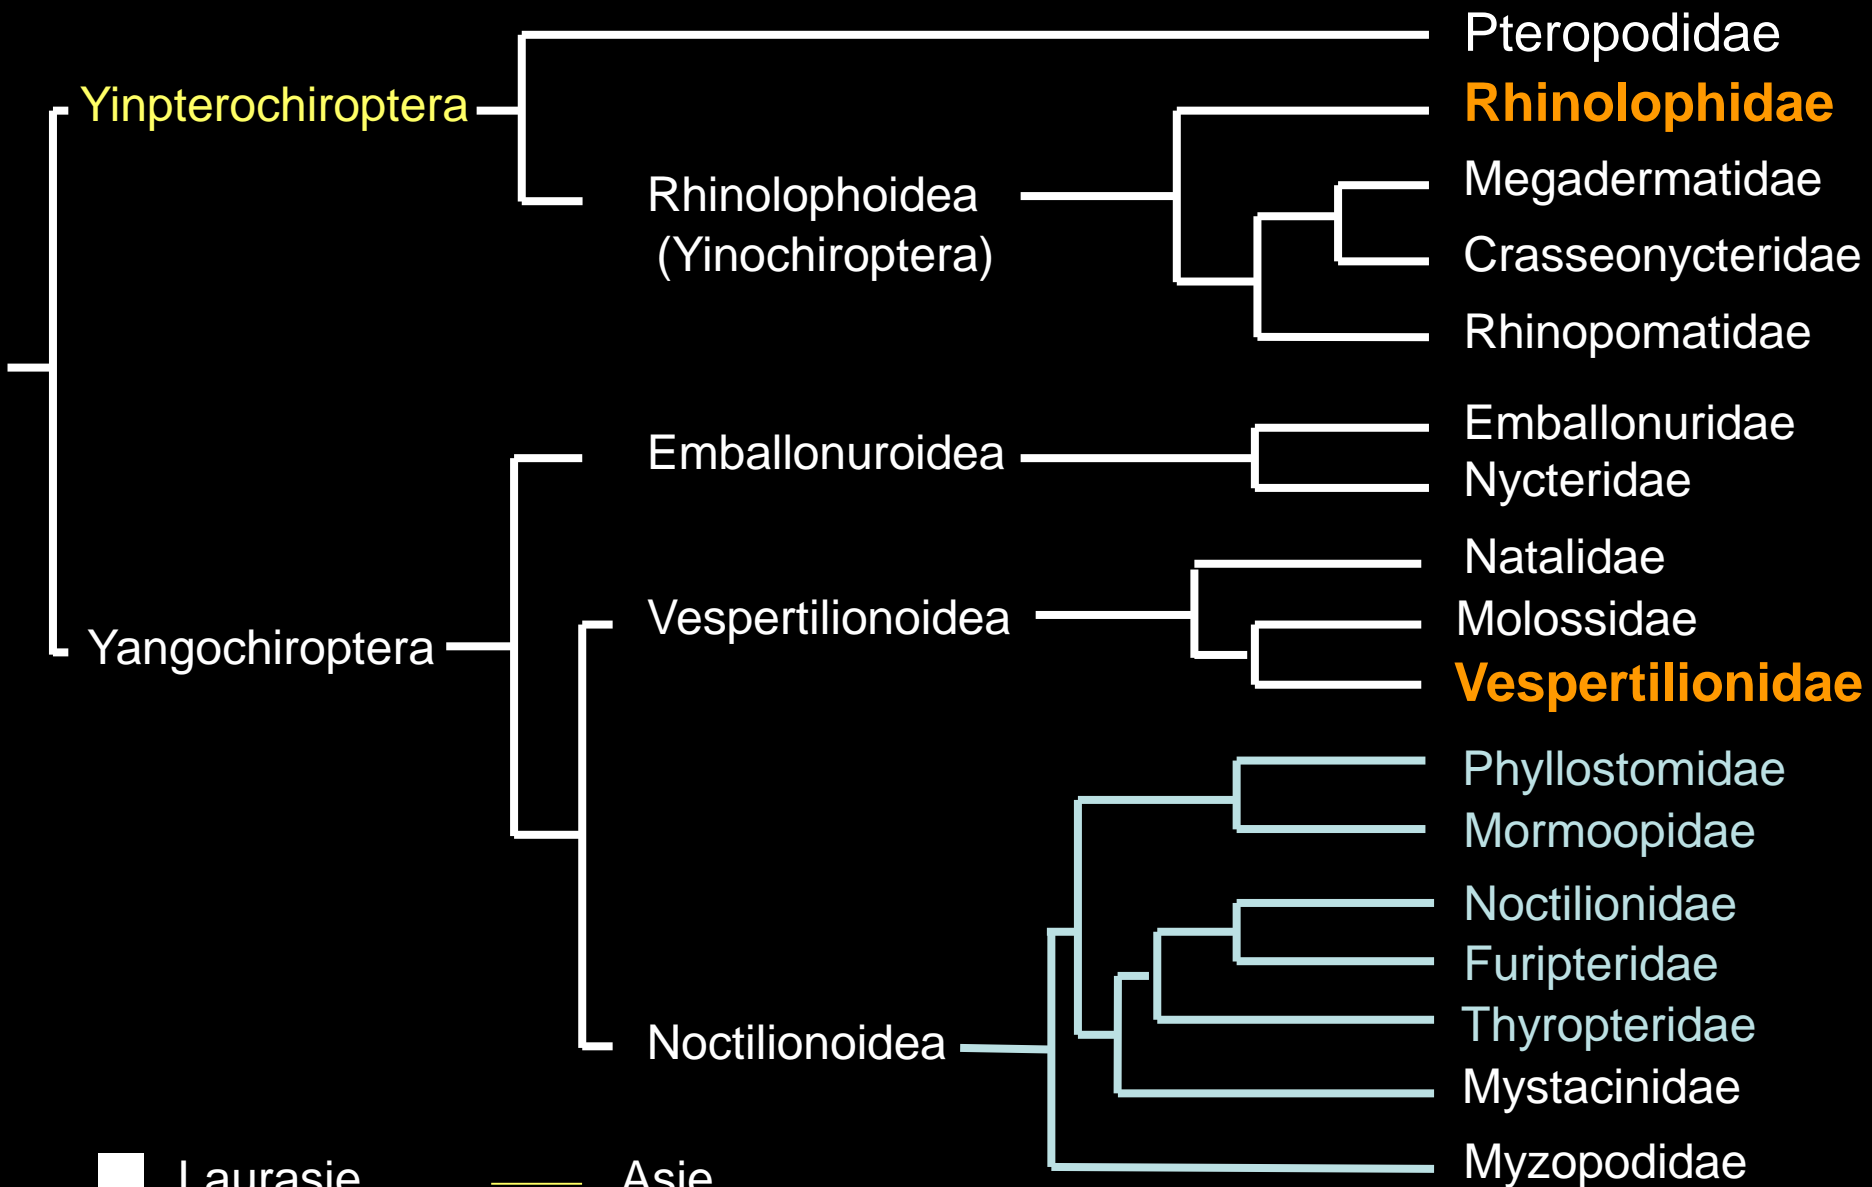 Pteropodidae
Yinpterochiroptera
Rhinolophidae
Megadermatidae
Rhinolophoidea
(Yinochiroptera)
Crasseonycteridae
Rhinopomatidae
Emballonuridae
Emballonuroidea
Nycteridae
Natalidae
Vespertilionoidea
Molossidae
Yangochiroptera
Vespertilionidae
Phyllostomidae
Mormoopidae
Noctilionidae
Furipteridae
Thyropteridae
Noctilionoidea
Mystacinidae
Myzopodidae
Laurasie
Asie